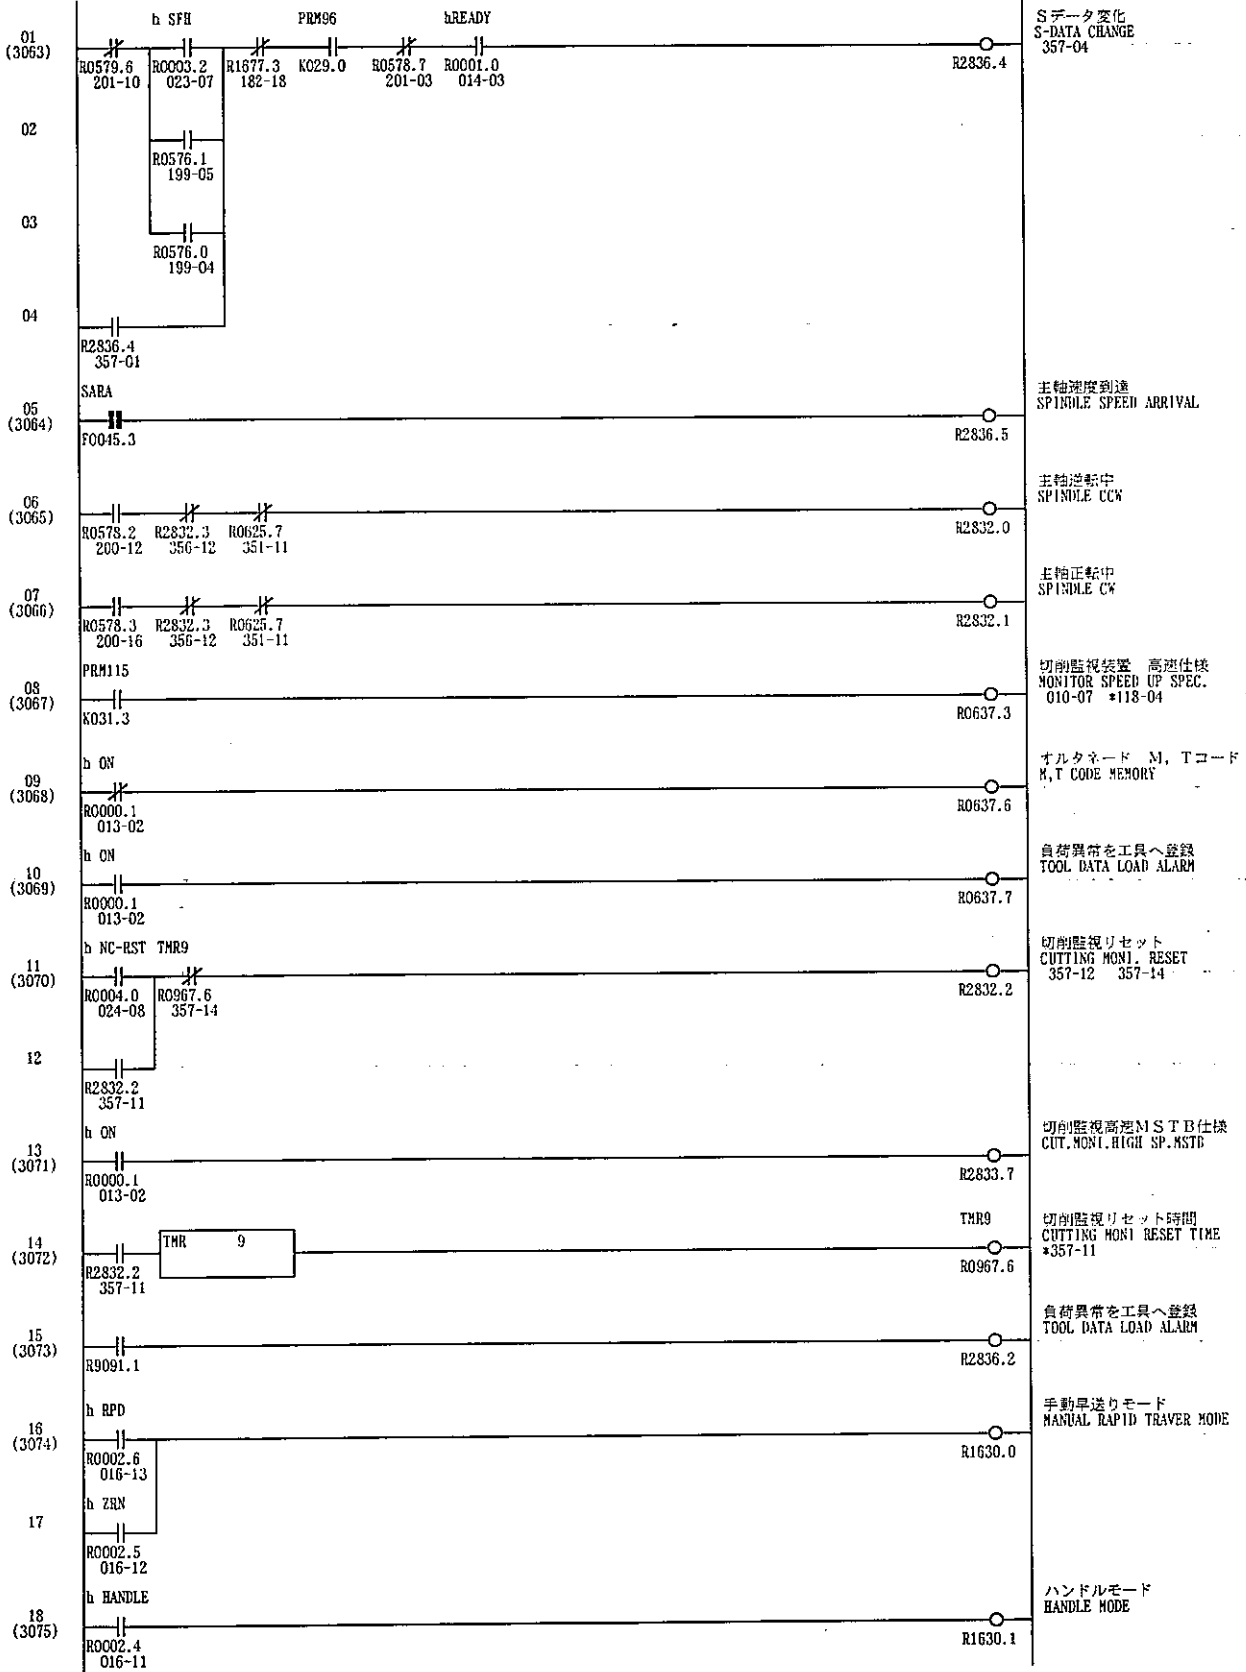 h SFH PRM96 hREADY
01
(3063)
R0579.6 R0003.2 R1677.3 K029.0 R0578.7 R0001.0 R2836.4
201-10 023-07 182-18 201-03 014-03
Sデータ変化
S-DATA CHANGE
357-04
02
R0576.1
199-05
03
R0576.0
199-04
04
R2836.4
357-01
SARA
05
(3064)
F0045.3 R2836.5
主軸速度到達
SPINDLE SPEED ARRIVAL
06
(3065)
R0578.2 R2832.3 R0625.7 R2832.0
200-12 356-12 351-11
主軸逆転中
SPINDLE CCW
07
(3066)
R0578.3 R2832.3 R0625.7 R2832.1
200-16 356-12 351-11
主軸正転中
SPINDLE CW
PRM115
08
(3067)
K031.3 R0637.3
切削監視装置 高速仕様
MONITOR SPEED UP SPEC.
010-07 *118-04
h ON
09
(3068)
R0000.1 R0637.6
013-02
オルタネード M, Tコード
M,T CODE MEMORY
h ON
10
(3069)
R0000.1 R0637.7
013-02
負荷異常を工具へ登録
TOOL DATA LOAD ALARM
h NC-RST TMR9
11
(3070)
R0004.0 R0967.6 R2832.2
024-08 357-14
切削監視リセット
CUTTING MONI. RESET
357-12 357-14
12
R2832.2
357-11
h ON
13
(3071)
R0000.1 R2833.7
013-02
切削監視高速MSTB仕様
CUT.MONI.HIGH SP.MSTB
14
(3072)
TMR 9
TMR9
R2832.2 R0967.6
357-11
切削監視リセット時間
CUTTING MONI RESET TIME
*357-11
15
(3073)
R9091.1 R2836.2
負荷異常を工具へ登録
TOOL DATA LOAD ALARM
h RPD
16
(3074)
R0002.6 R1630.0
016-13
手動早送りモード
MANUAL RAPID TRAVER MODE
h ZRN
17
R0002.5
016-12
h HANDLE
18
(3075)
R0002.4 R1630.1
016-11
ハンドルモード
HANDLE MODE